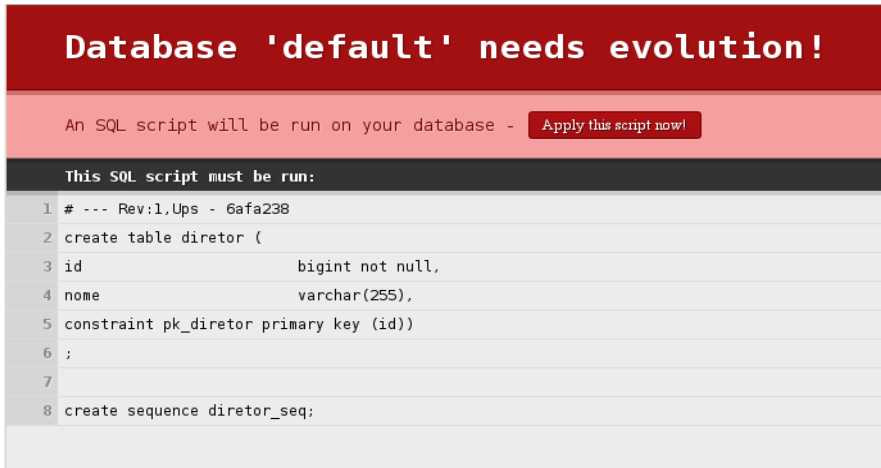 Database 'default' needs evolution!
An SQL script will be run on your database - Apply this script now!
This SQL script must be run:
1 # --- Rev:1,Ups - 6afa238
2 create table diretor (
3 id bigint not null,
4 nome varchar(255),
5 constraint pk_diretor primary key (id))
6 ;
7
8 create sequence diretor_seq;